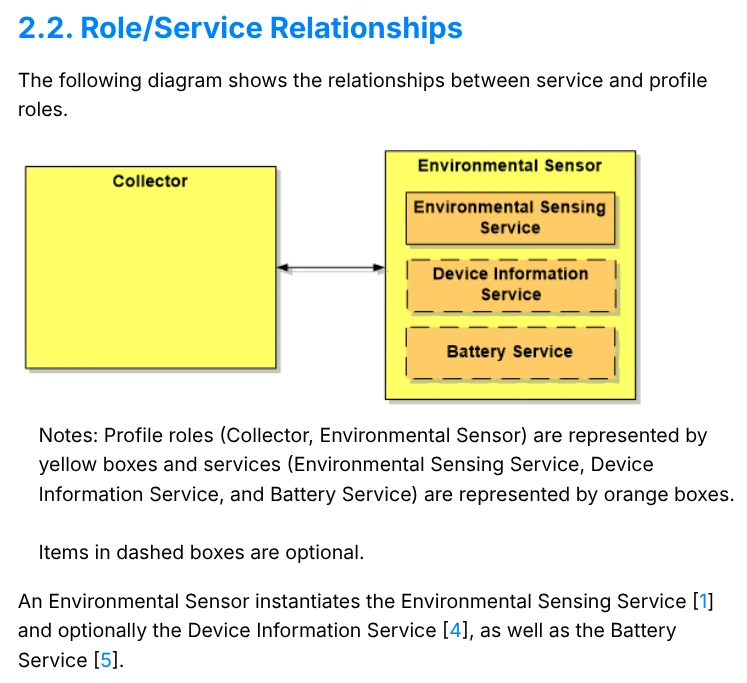 2.2. Role/Service Relationships
The following diagram shows the relationships between service and profile
roles.
Collector
Environmental Sensor
Environmental Sensing
Service
Device Information
Service
Battery Service
Notes: Profile roles (Collector, Environmental Sensor) are represented by
yellow boxes and services (Environmental Sensing Service, Device
Information Service, and Battery Service) are represented by orange boxes.
Items in dashed boxes are optional.
An Environmental Sensor instantiates the Environmental Sensing Service [1]
and optionally the Device Information Service [4], as well as the Battery
Service [5].